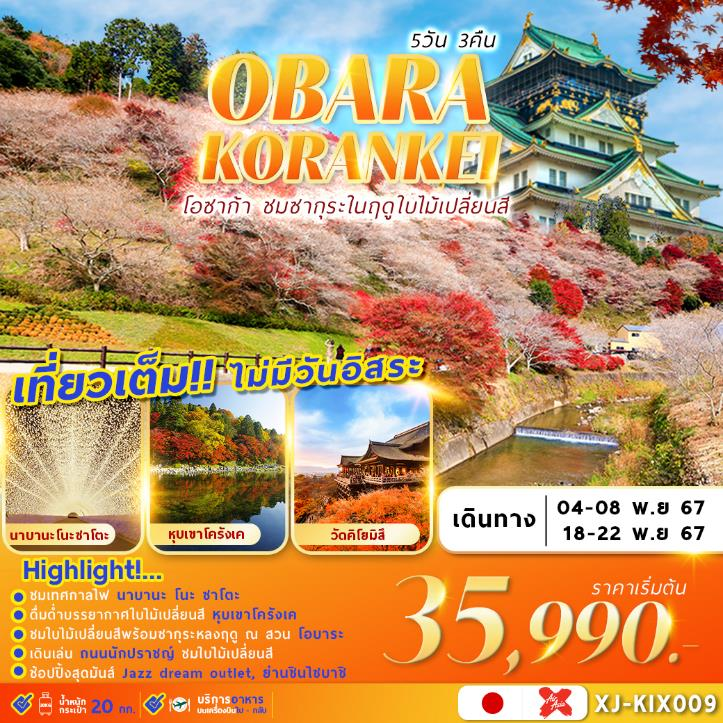 5วัน 3คืน
OBARA
KORANKEI
โอซาก้า ชมซากุระในฤดูใบไม้เปลี่ยนสี
เที่ยวเต็ม!! ไม่มีวันอิสระ
นาบานะโนะซาโตะ
หุบเขาโครังเค
วัดคิโยมิสึ
เดินทาง
04-08 พ.ย 67
18-22 พ.ย 67
Highlight!...
ชมเทศกาลไฟ นาบานะ โนะ ซาโตะ
ดื่มด่ำบรรยากาศใบไม้เปลี่ยนสี หุบเขาโครังเค
ชมใบไม้เปลี่ยนสีพร้อมซากุระหลงฤดู ณ สวน โอบาระ
เดินเล่น ถนนนักปราชญ์ ชมใบไม้เปลี่ยนสี
ช้อปปิ้งสุดมันส์ Jazz dream outlet, ย่านชินไซบาชิ
ราคาเริ่มต้น
35,990.-
น้ำหนัก
กระเป๋า 20 กก.
บริการอาหาร
บนเครื่องบินไป - กลับ
Air Asia X
XJ-KIX009